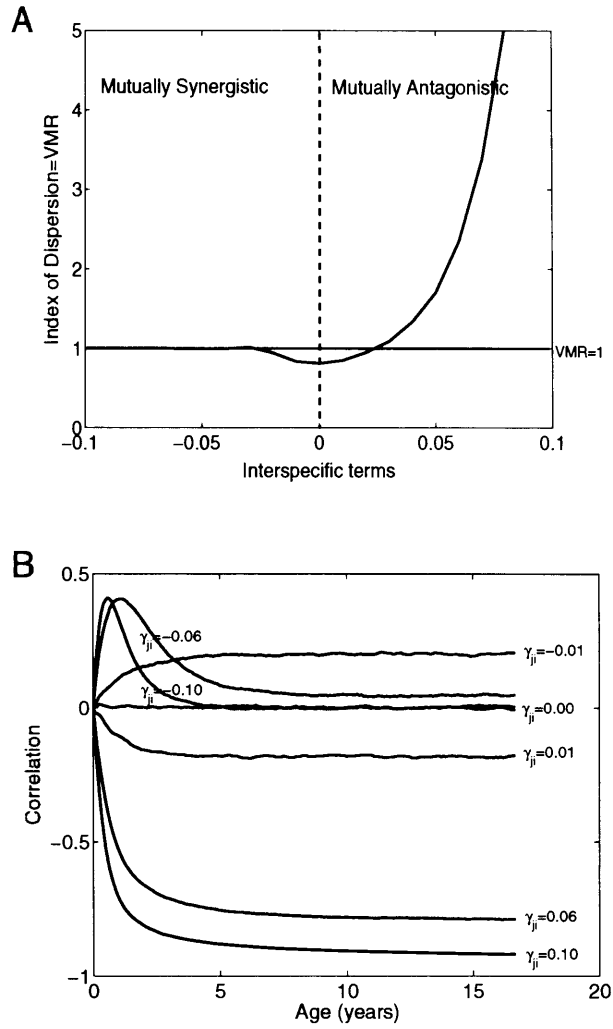 A
5
Mutually Synergistic
Mutually Antagonistic
4
3
2
1
VMR=1
0
Index of Dispersion=VMR
−0.1
−0.05
0
0.05
0.1
Interspecific terms
B
0.5
γji=−0.06
γji=−0.01
γji=−0.10
0
γji=0.00
γji=0.01
Correlation
−0.5
γji=0.06
γji=0.10
−1
0
5
10
15
20
Age (years)